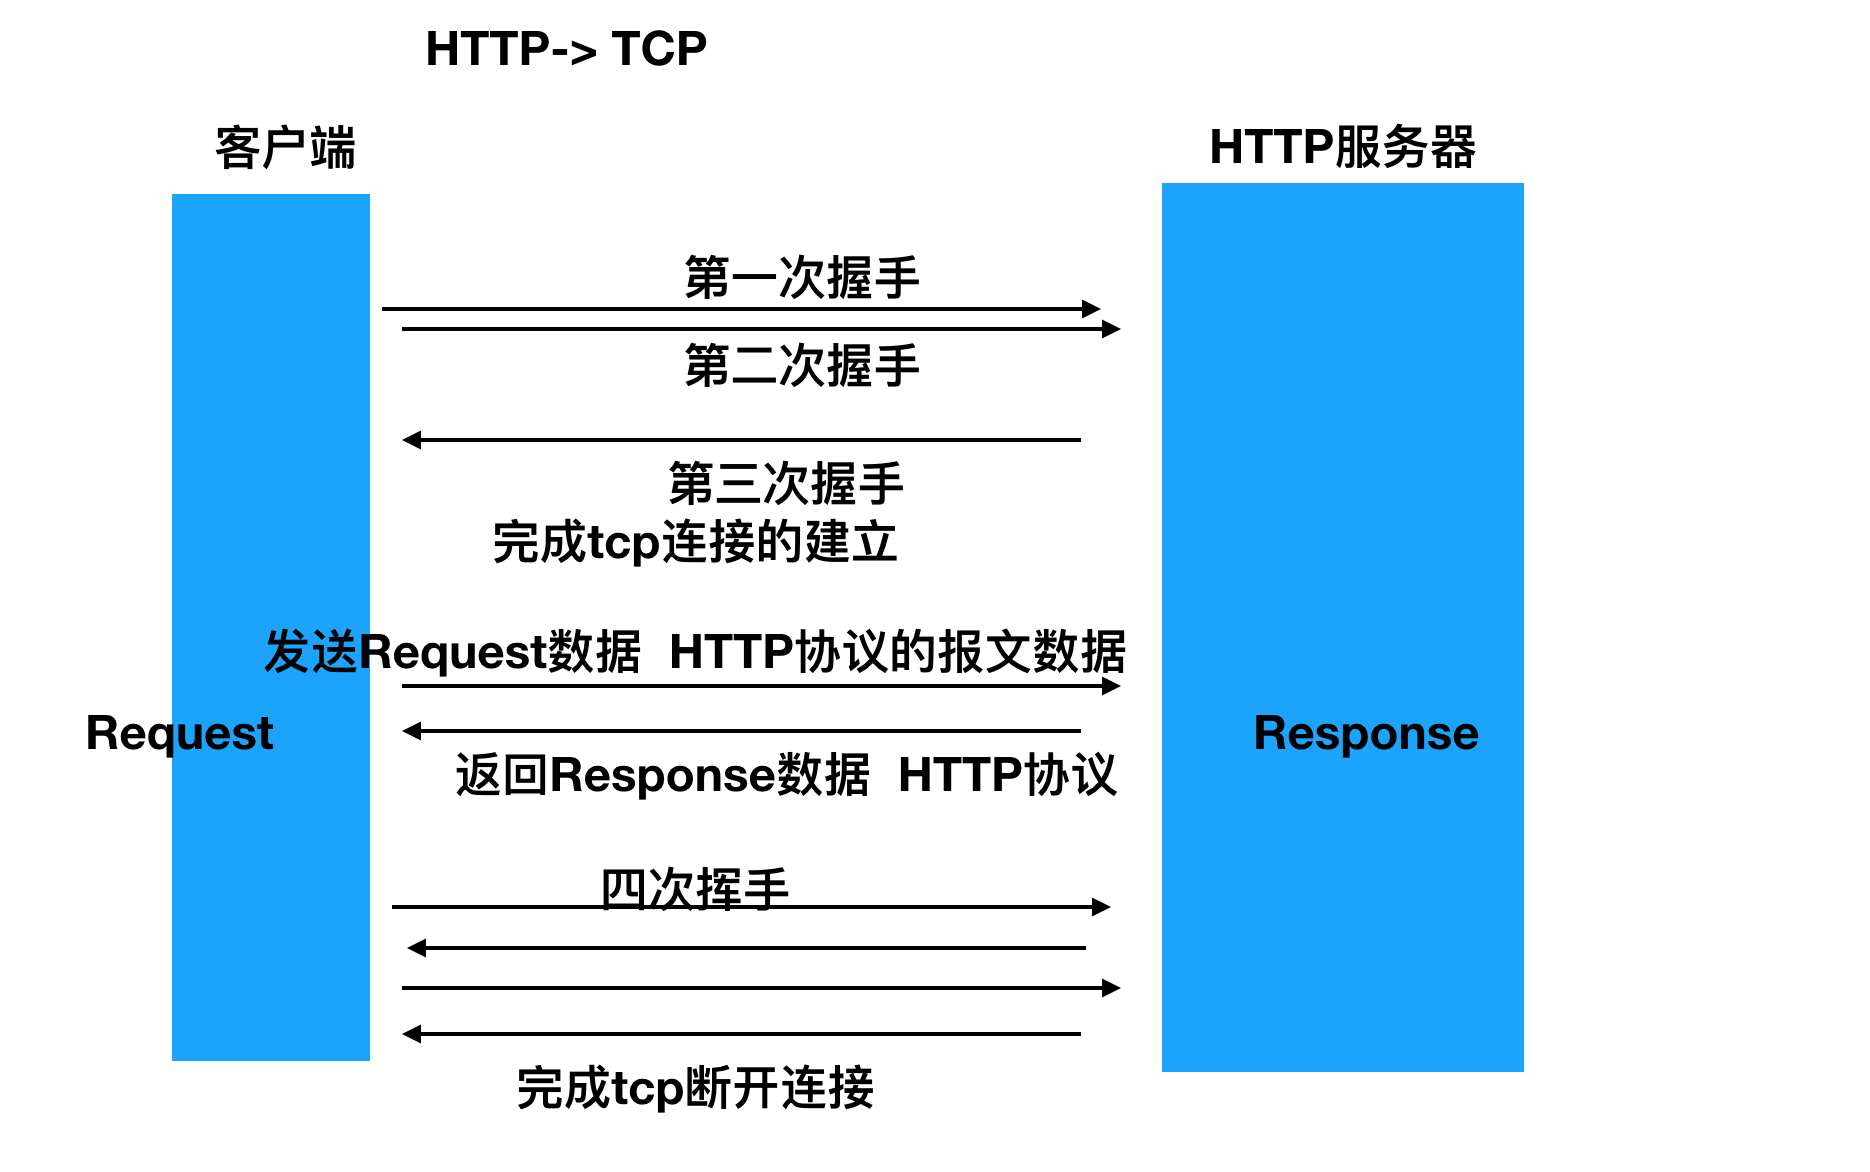 HTTP-> TCP
客户端
HTTP服务器
第一次握手
第二次握手
第三次握手
完成tcp连接的建立
发送Request数据  HTTP协议的报文数据
Request
Response
返回Response数据  HTTP协议
四次挥手
完成tcp断开连接